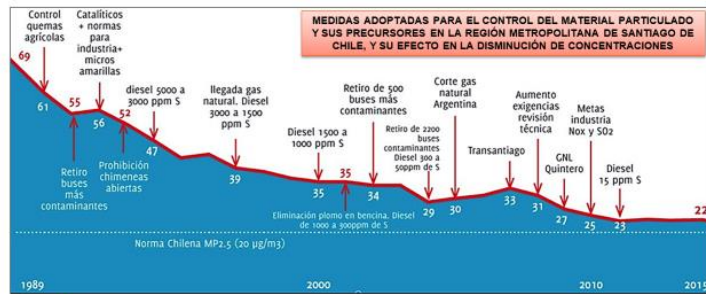 MEDIDAS ADOPTADAS PARA EL CONTROL DEL MATERIAL PARTICULADO
Y SUS PRECURSORES EN LA REGIÓN METROPOLITANA DE SANTIAGO DE
CHILE, Y SU EFECTO EN LA DISMINUCIÓN DE CONCENTRACIONES
Control
quemas
agrícolas
Catalíticos
+ normas
para
industria+
micros
amarillas
diesel 5000 a
3000 ppm S
llegada gas
natural. Diesel
3000 a 1500
ppm S
Diesel 1500 a
1000 ppm S
Retiro de 500
buses más
contaminantes
Retiro de 2200
buses
contaminantes
Diesel 300 a
50ppm de S
Corte gas
natural
Argentina
Transantiago
Aumento
exigencias
revisión
técnica
GNL
Quintero
Metas
industria
Nox y SO2
Diesel
15 ppm S
69
61
55
56
52
47
39
35
35
34
29
30
33
31
27
25
23
22
Retiro
buses más
contaminantes
Prohibición
chimeneas
abiertas
Eliminación plomo en bencina. Diesel
de 1000 a 300ppm de S
Norma Chilena MP2.5 (20 µg/m3)
1989
2000
2010
2015